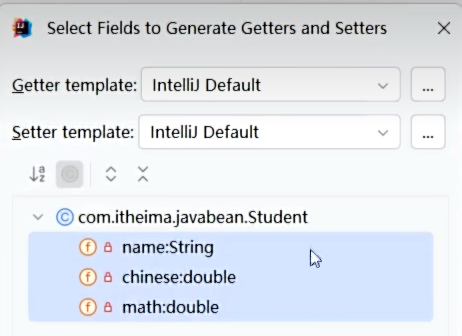 Select Fields to Generate Getters and Setters
Getter template: IntelliJ Default ...
Setter template: IntelliJ Default ...
com.itheima.javabean.Student
name:String
chinese:double
math:double